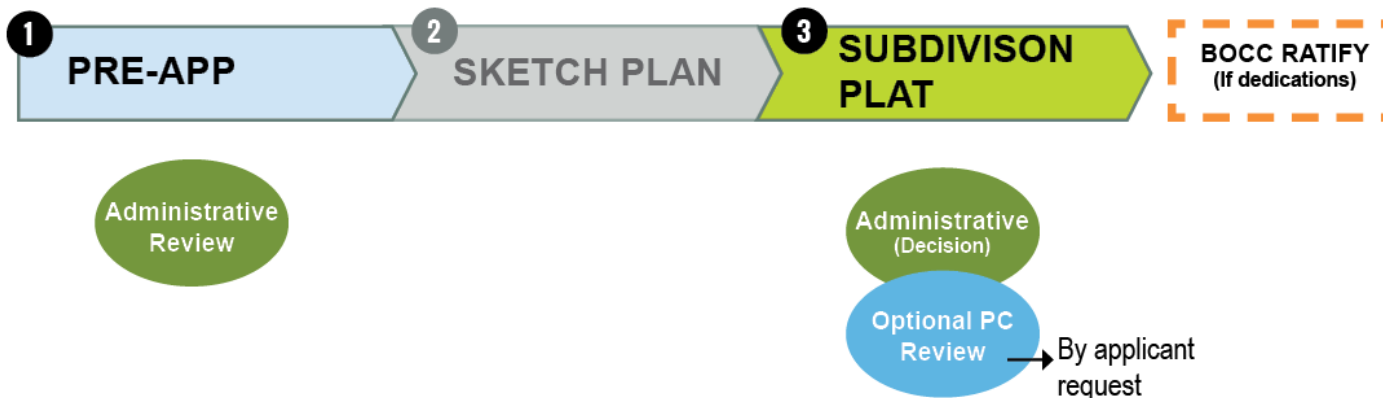 1
PRE-APP
2
SKETCH PLAN
3
SUBDIVISON
PLAT
BOCC RATIFY
(If dedications)
Administrative
Review
Administrative
(Decision)
Optional PC
Review
By applicant
request